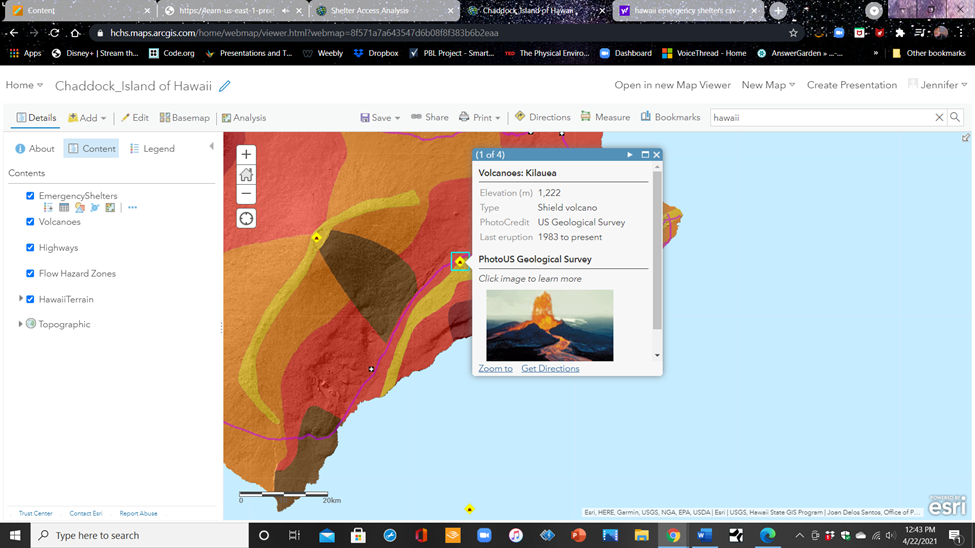 Content
https://learn-us-east-1-prod
Shelter Access Analysis
Chaddock_Island of Hawaii
hawaii emergency shelters csv -
hchs.maps.arcgis.com/home/webmap/viewer.html?webmap=8f571a7a643547d6b08f8f383b6b2eaa
Apps
Disney+ | Stream th...
Code.org
Presentations and T...
Weebly
Dropbox
PBL Project - Smart...
The Physical Enviro...
Dashboard
VoiceThread - Home
AnswerGarden » ...-...
»
Other bookmarks
Home
Chaddock_Island of Hawaii
Open in new Map Viewer
New Map
Create Presentation
Jennifer
Details
Add
Edit
Basemap
Analysis
Save
Share
Print
Directions
Measure
Bookmarks
hawaii
About
Content
Legend
Contents
EmergencyShelters
Volcanoes
Highways
Flow Hazard Zones
HawaiiTerrain
Topographic
(1 of 4)
Volcanoes: Kilauea
Elevation (m) 1,222
Type Shield volcano
PhotoCredit US Geological Survey
Last eruption 1983 to present
PhotoUS Geological Survey
Click image to learn more
Zoom to Get Directions
0 20km
Esri, HERE, Garmin, USGS, NGA, EPA, USDA | Esri | USGS, Hawaii State GIS Program | Joan Delos Santos, Office of P...
POWERED BY
esri
Trust Center
Contact Esri
Report Abuse
Type here to search
12:43 PM
4/22/2021